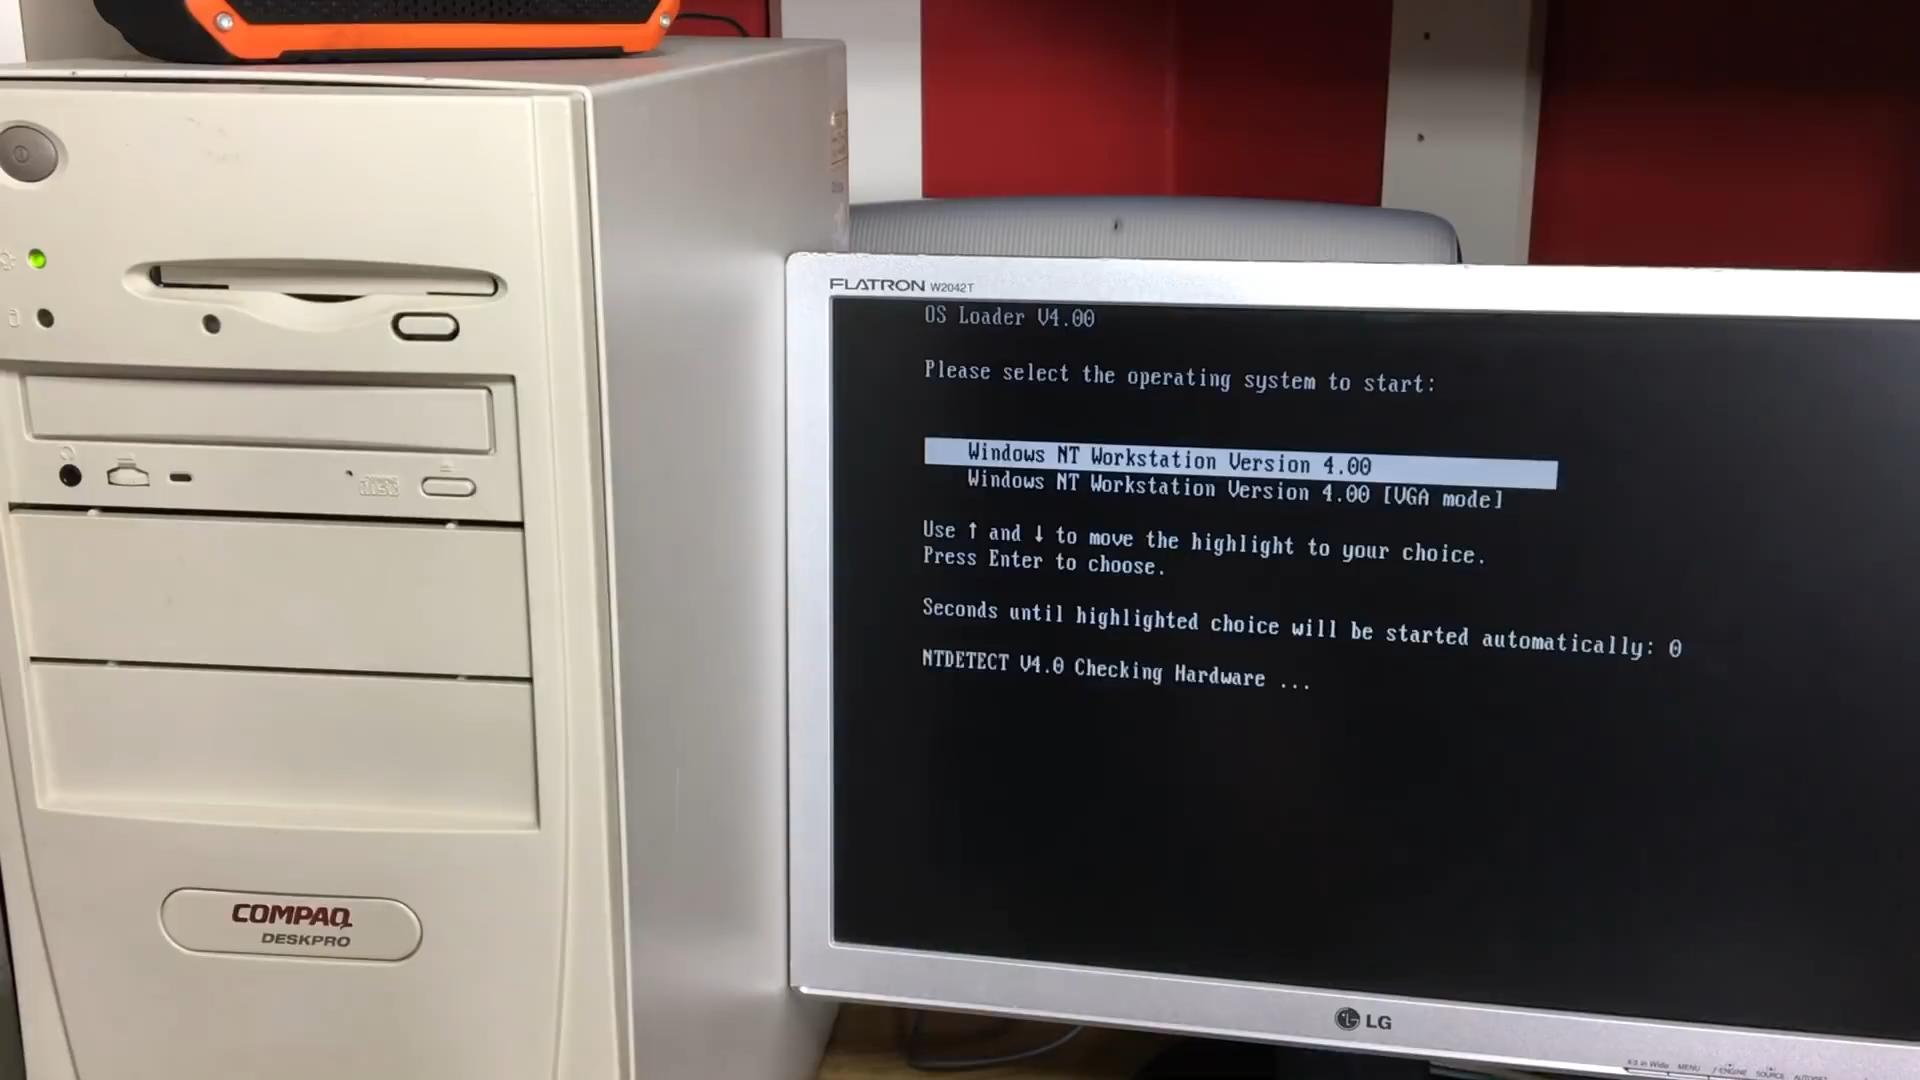 FLATRON W2042T
OS Loader V4.00
Please select the operating system to start:
Windows NT Workstation Version 4.00
Windows NT Workstation Version 4.00 [VGA mode]
Use ↑ and ↓ to move the highlight to your choice.
Press Enter to choose.
Seconds until highlighted choice will be started automatically: 0
NTDETECT V4.0 Checking Hardware ...
COMPAQ
DESKPRO
LG
MENU
SOURCE